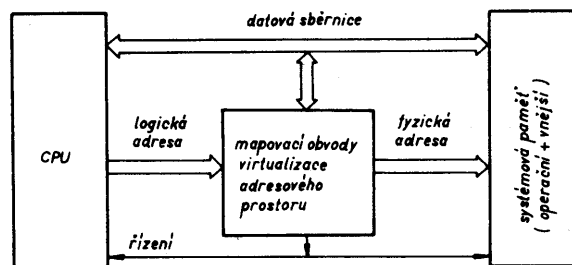 datová sběrnice
CPU
logická
adresa
mapovací obvody
virtualizace
adresového
prostoru
fyzická
adresa
systémová paměť
( operační + vnější )
řízení